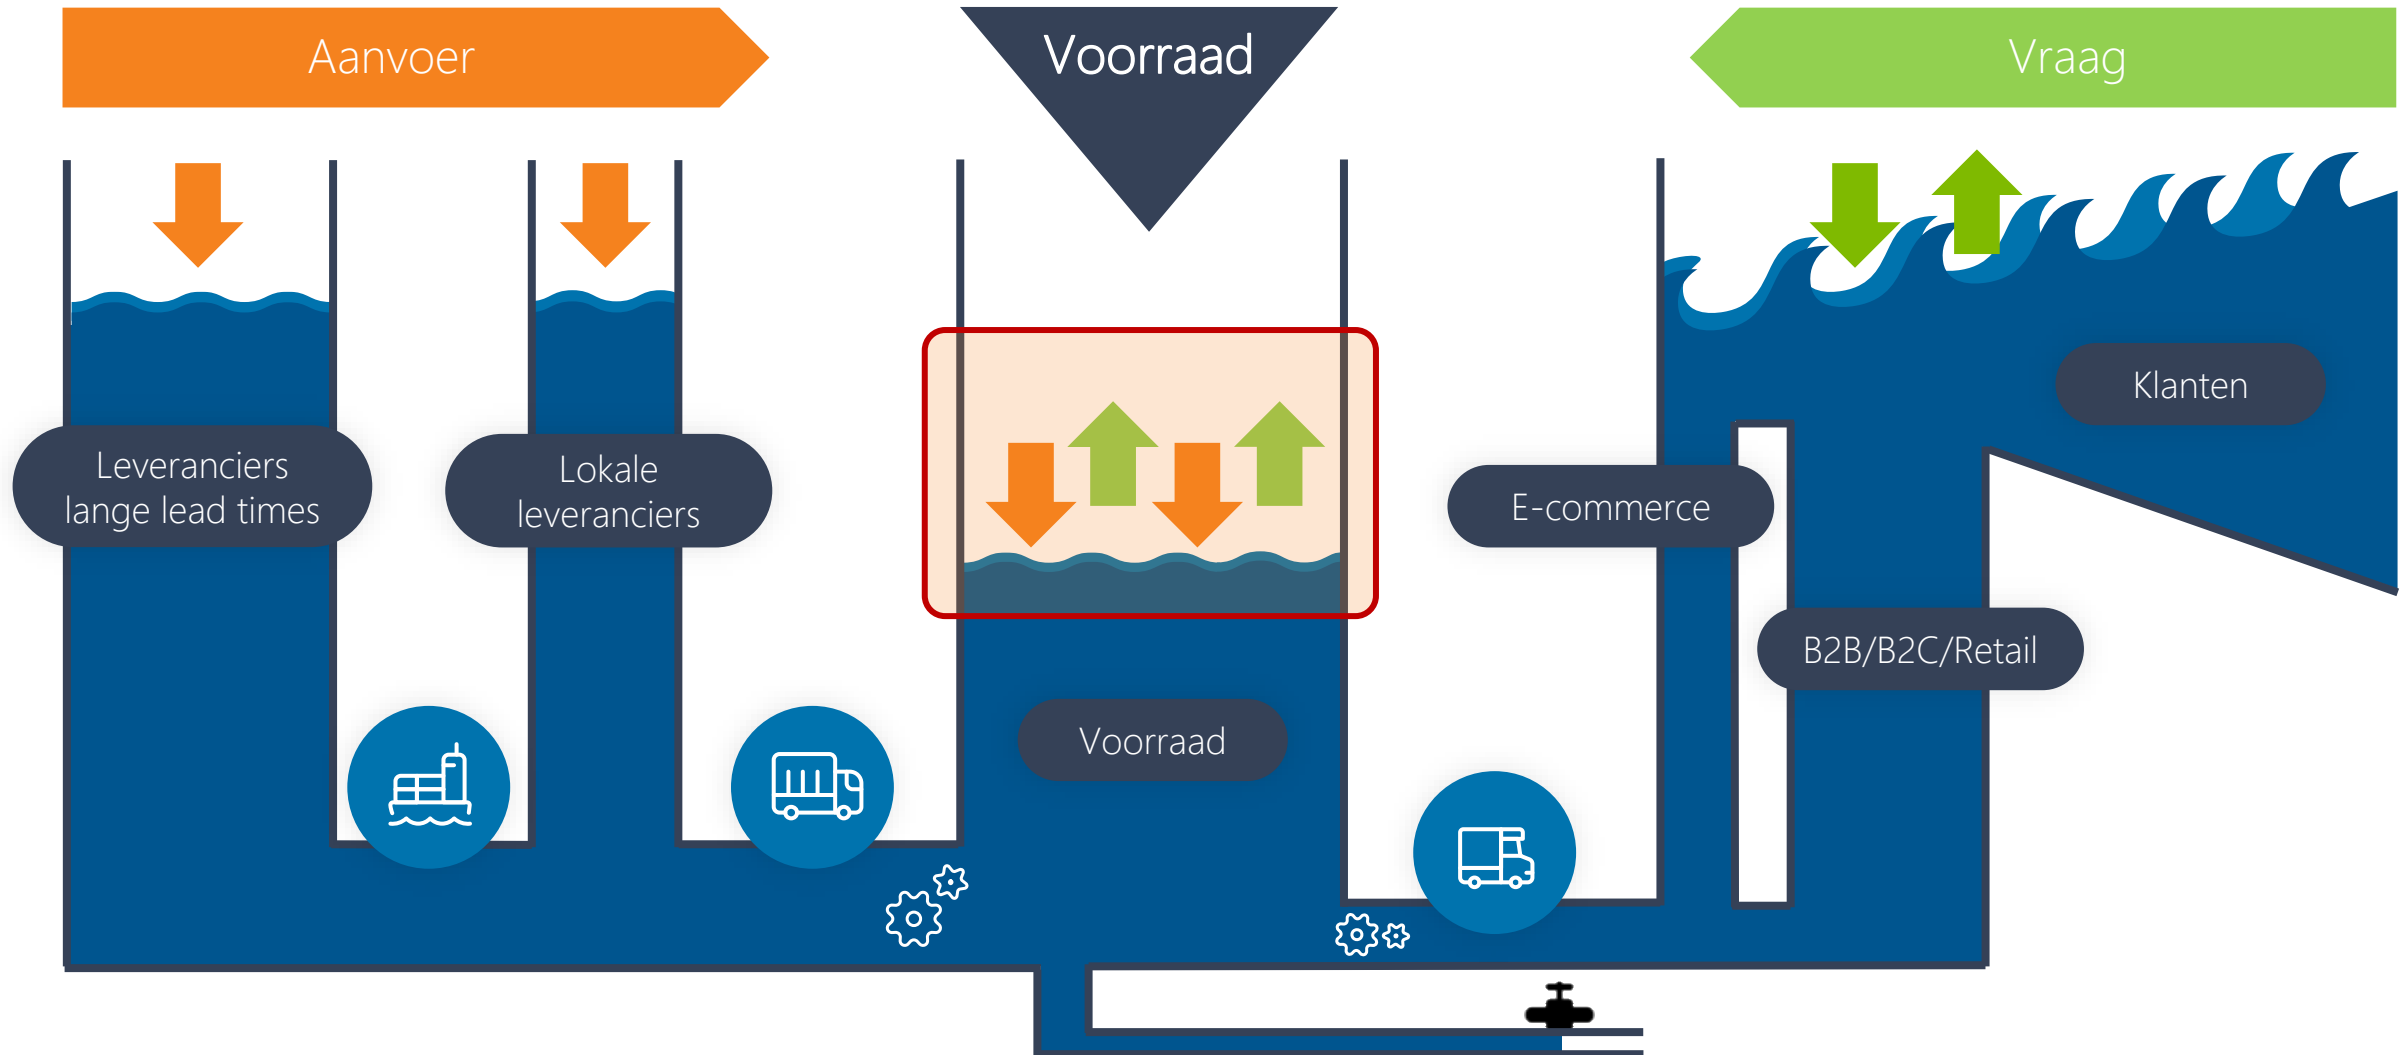 Aanvoer
Voorraad
Vraag
Leveranciers
lange lead times
Lokale
leveranciers
E-commerce
Klanten
B2B/B2C/Retail
Voorraad